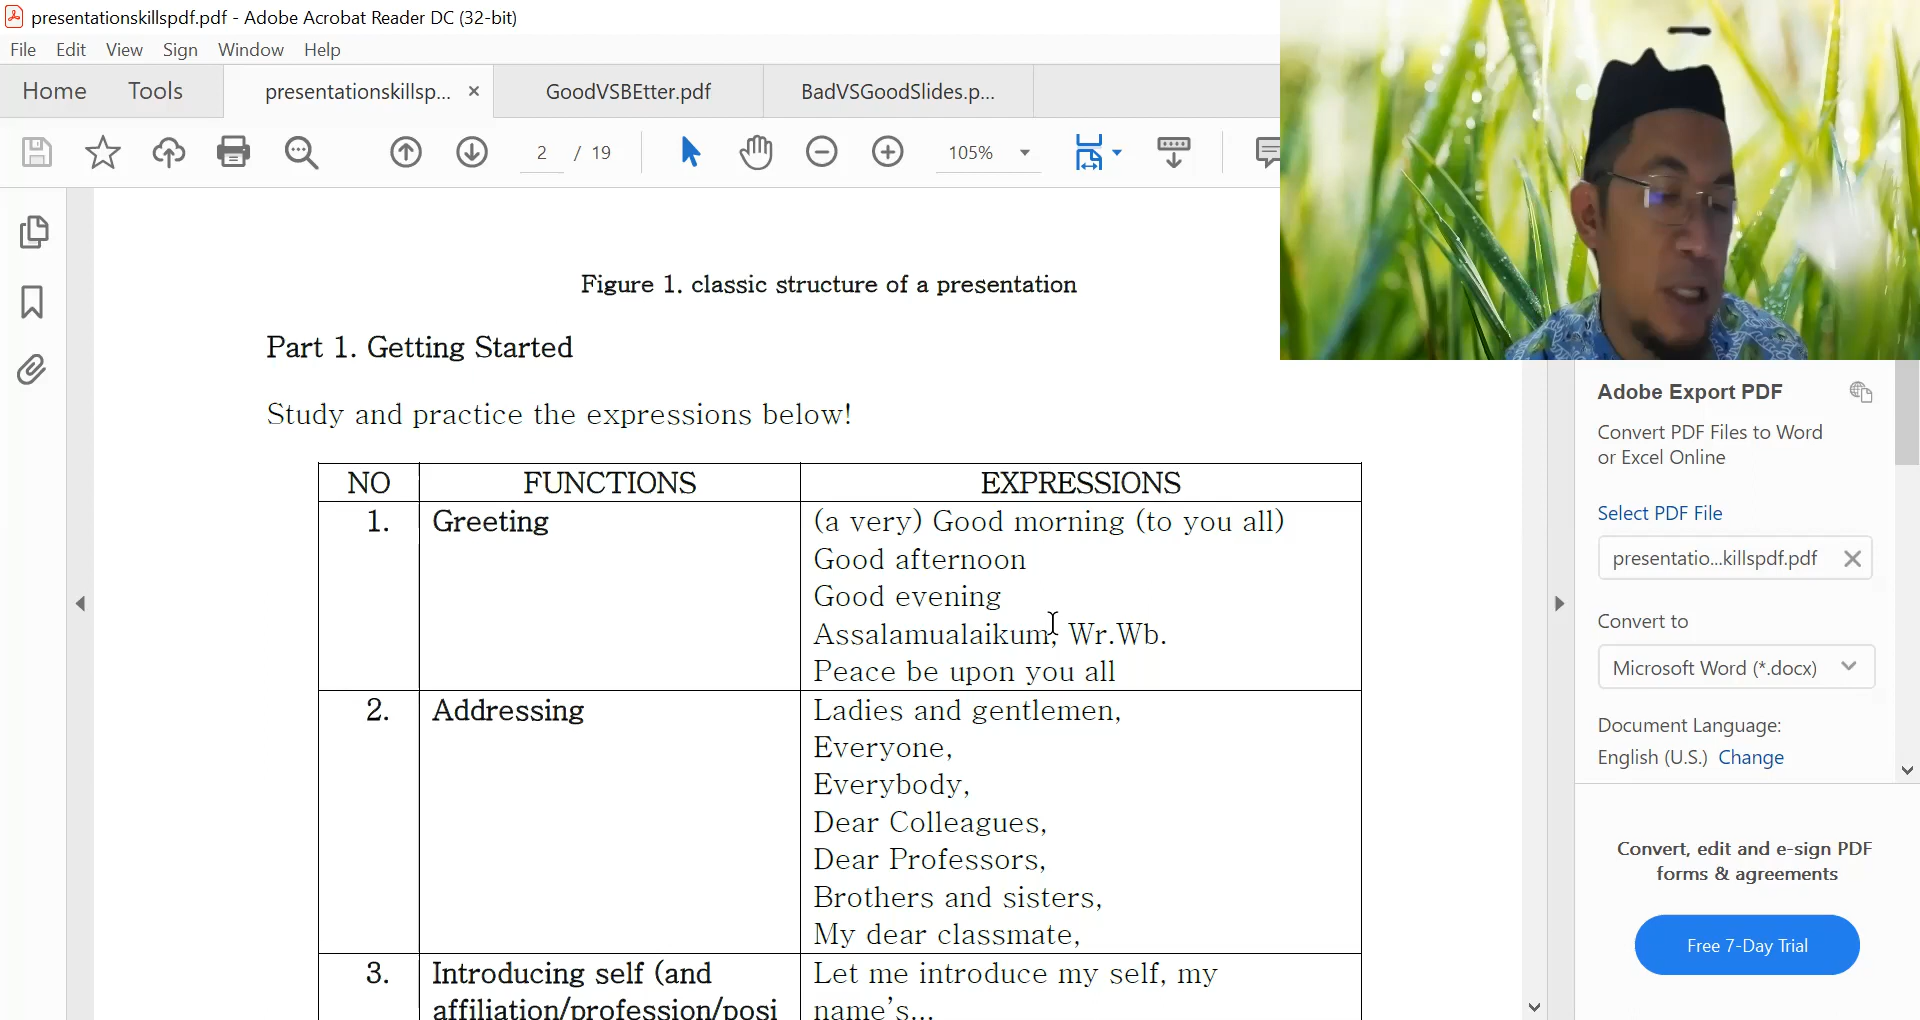 presentationskillspdf.pdf - Adobe Acrobat Reader DC (32-bit)
File Edit View Sign Window Help
Home Tools presentationskillsp... × GoodVSBEtter.pdf BadVSGoodSlides.p...
2 / 19 105%
Figure 1. classic structure of a presentation
Part 1. Getting Started
Study and practice the expressions below!
NO FUNCTIONS EXPRESSIONS
1. Greeting (a very) Good morning (to you all)
Good afternoon
Good evening
Assalamualaikum, Wr.Wb.
Peace be upon you all
2. Addressing Ladies and gentlemen,
Everyone,
Everybody,
Dear Colleagues,
Dear Professors,
Brothers and sisters,
My dear classmate,
3. Introducing self (and Let me introduce my self, my
affiliation/profession/posi name's...
Adobe Export PDF
Convert PDF Files to Word
or Excel Online
Select PDF File
presentatio...killspdf.pdf
Convert to
Microsoft Word (*.docx)
Document Language:
English (U.S.) Change
Convert, edit and e-sign PDF
forms & agreements
Free 7-Day Trial